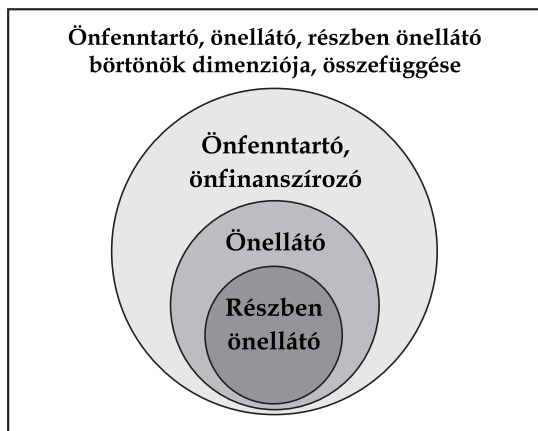 Önfenntartó, önellátó, részben önellátó
börtönök dimenziója, összefüggése
Önfenntartó,
önfinanszírozó
Önellátó
Részben
önellátó